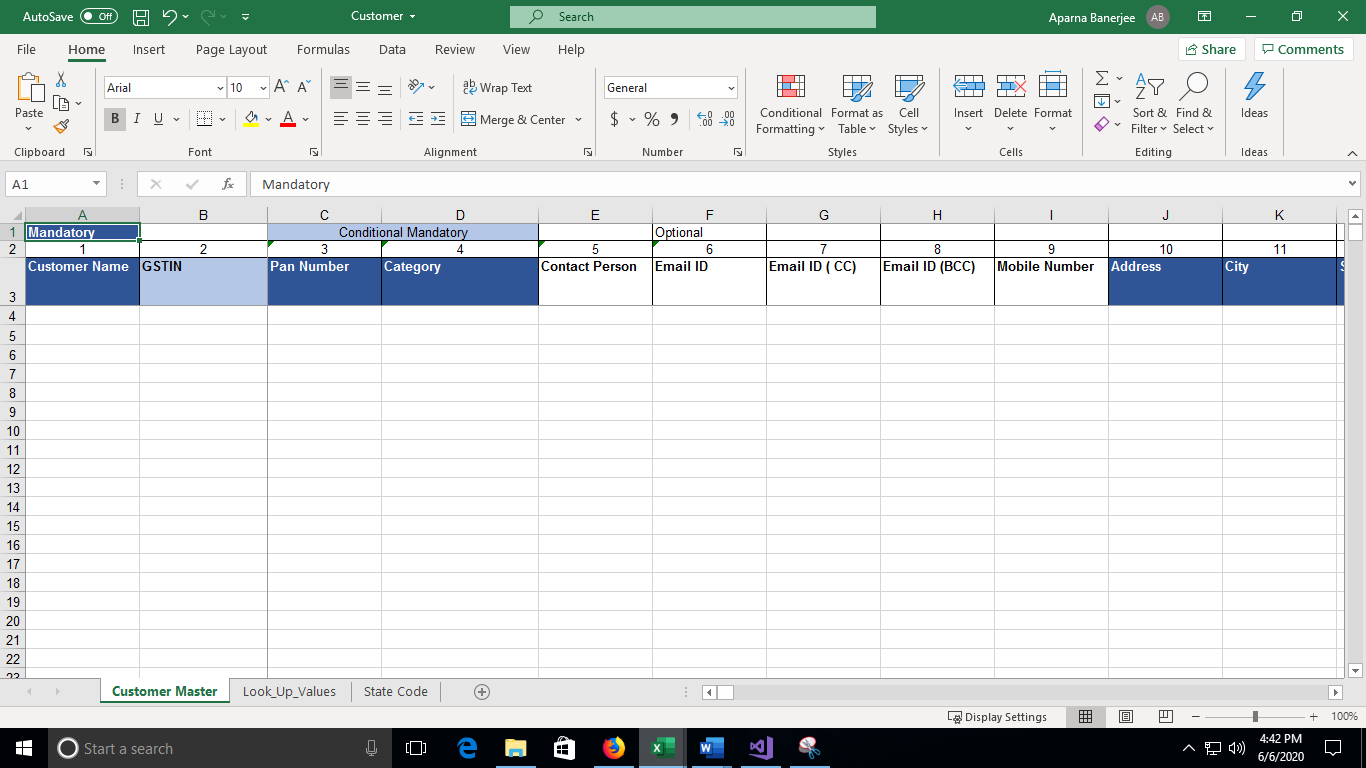 AutoSave Off Customer Search Aparna Banerjee AB
File Home Insert Page Layout Formulas Data Review View Help Share Comments
Arial 10 Wrap Text General
Paste B I U Merge & Center $ % Conditional Formatting Format as Table Cell Styles Insert Delete Format Sort & Filter Find & Select Ideas
Clipboard Font Alignment Number Styles Cells Editing Ideas
A1 fx Mandatory
A B C D E F G H I J K
1 Mandatory Conditional Mandatory Optional
2 1 2 3 4 5 6 7 8 9 10 11
3 Customer Name GSTIN Pan Number Category Contact Person Email ID Email ID ( CC) Email ID (BCC) Mobile Number Address City
4
5
6
7
8
9
10
11
12
13
14
15
16
17
18
19
20
21
22
23
Customer Master Look_Up_Values State Code
Display Settings 100%
Start a search 4:42 PM
6/6/2020